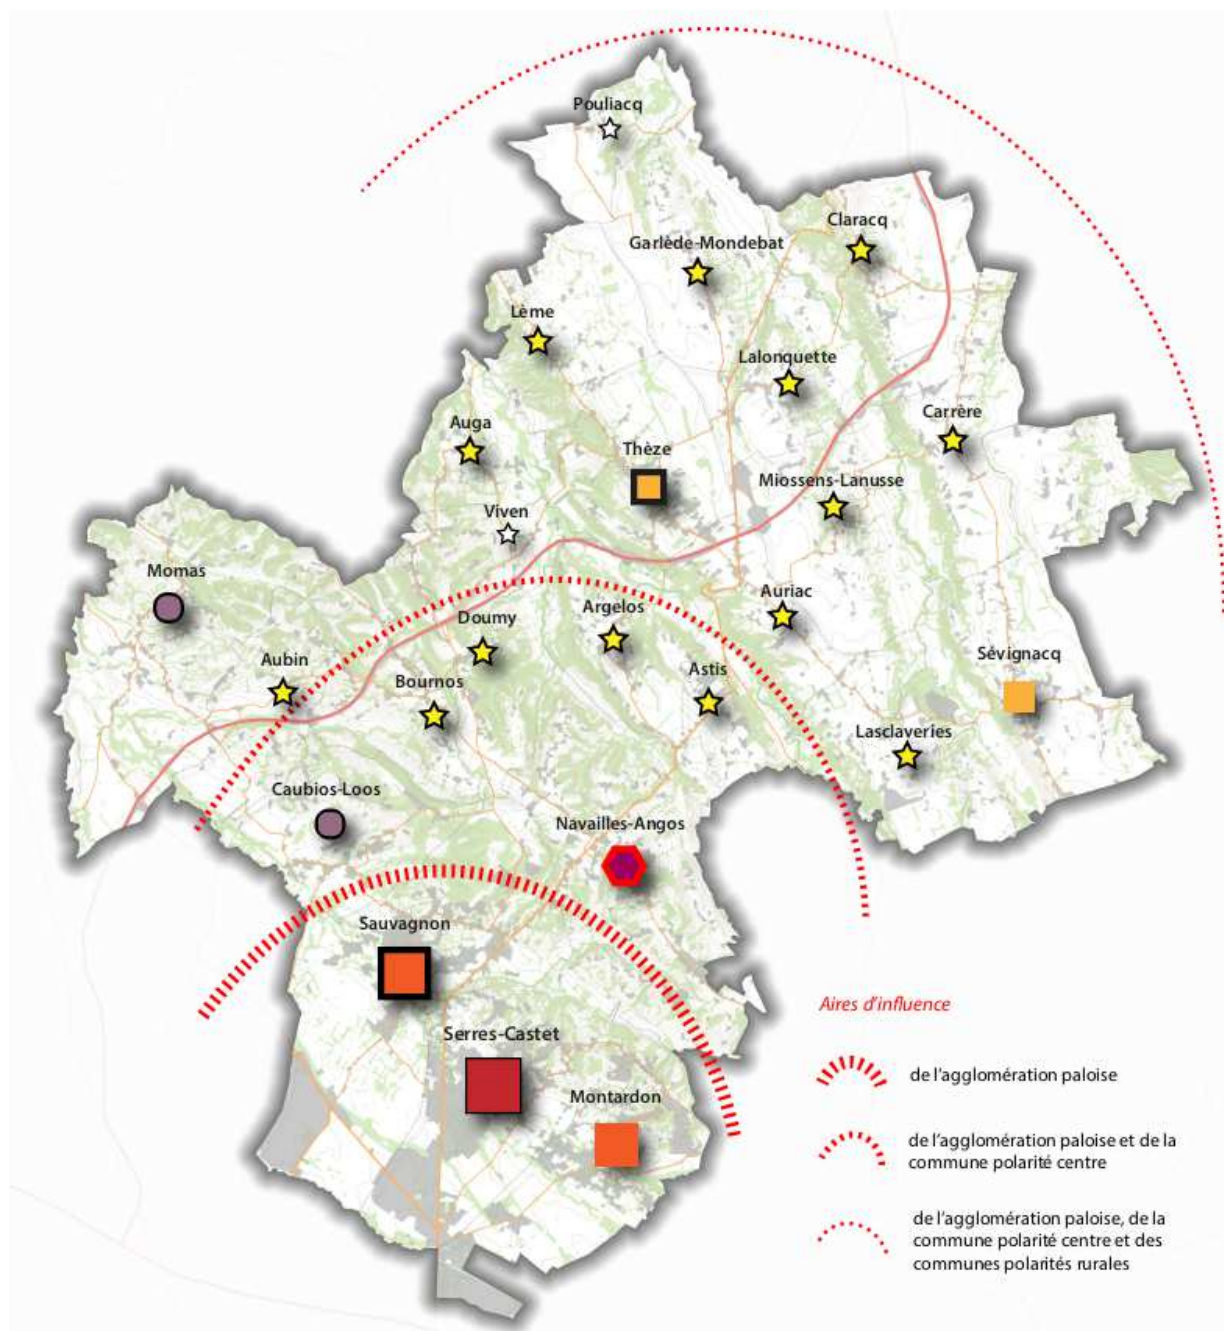 Pouliacq
Claracq
Garlède-Mondebat
Lème
Lalonquette
Carrère
Auga
Thèze
Miossens-Lanusse
Viven
Momas
Auriac
Argelos
Doumy
Sévignacq
Aubin
Astis
Bournos
Lasclaveries
Caubios-Loos
Navailles-Angos
Sauvagnon
Serres-Castet
Montardon
Aires d'influence
de l'agglomération paloise
de l'agglomération paloise et de la
commune polarité centre
de l'agglomération paloise, de la
commune polarité centre et des
communes polarités rurales